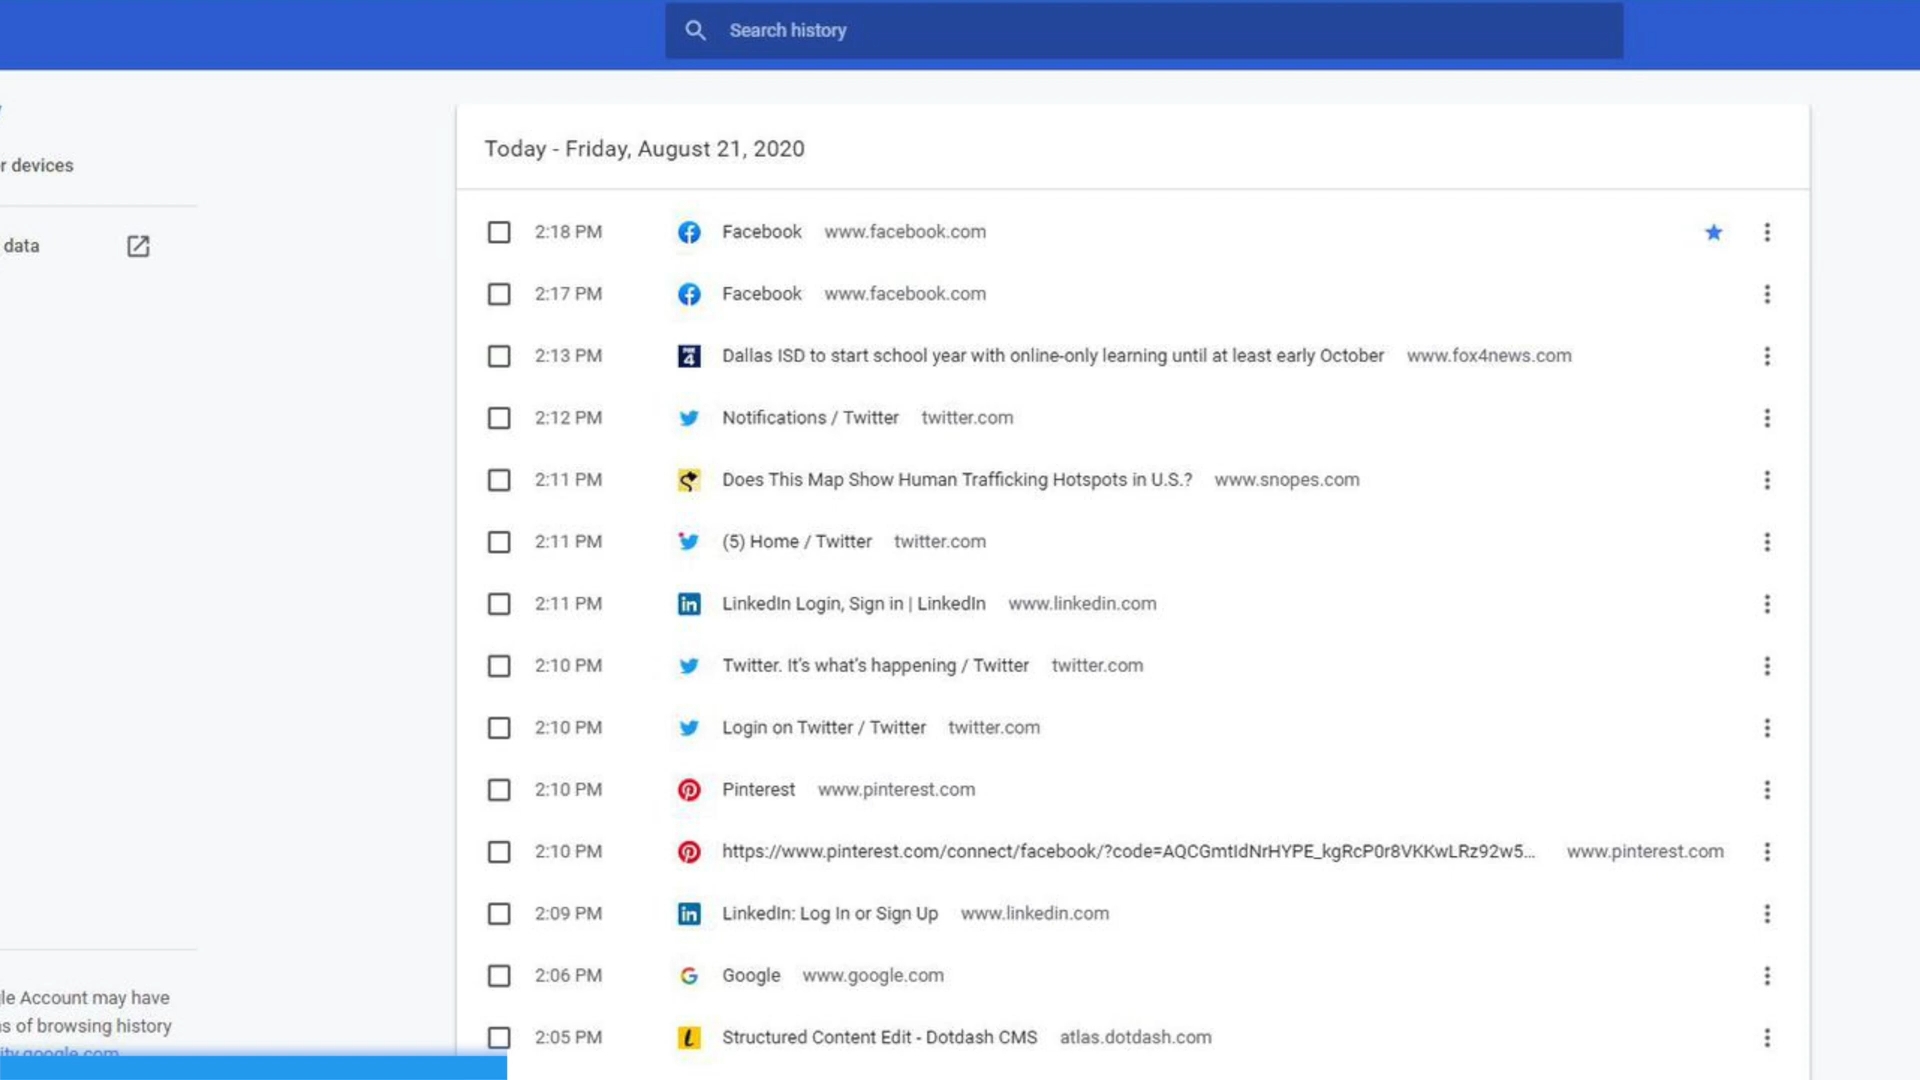 Search history
r devices
data
Today - Friday, August 21, 2020
2:18 PM Facebook www.facebook.com
2:17 PM Facebook www.facebook.com
2:13 PM FOX 4 Dallas ISD to start school year with online-only learning until at least early October www.fox4news.com
2:12 PM Notifications / Twitter twitter.com
2:11 PM Does This Map Show Human Trafficking Hotspots in U.S.? www.snopes.com
2:11 PM (5) Home / Twitter twitter.com
2:11 PM in LinkedIn Login, Sign in | LinkedIn www.linkedin.com
2:10 PM Twitter. It's what's happening / Twitter twitter.com
2:10 PM Login on Twitter / Twitter twitter.com
2:10 PM Pinterest www.pinterest.com
2:10 PM https://www.pinterest.com/connect/facebook/?code=AQCGmtIdNrHYPE_kgRcP0r8VKKwLRz92w5... www.pinterest.com
2:09 PM in LinkedIn: Log In or Sign Up www.linkedin.com
2:06 PM G Google www.google.com
2:05 PM Structured Content Edit - Dotdash CMS atlas.dotdash.com
le Account may have
s of browsing history
ity.google.com